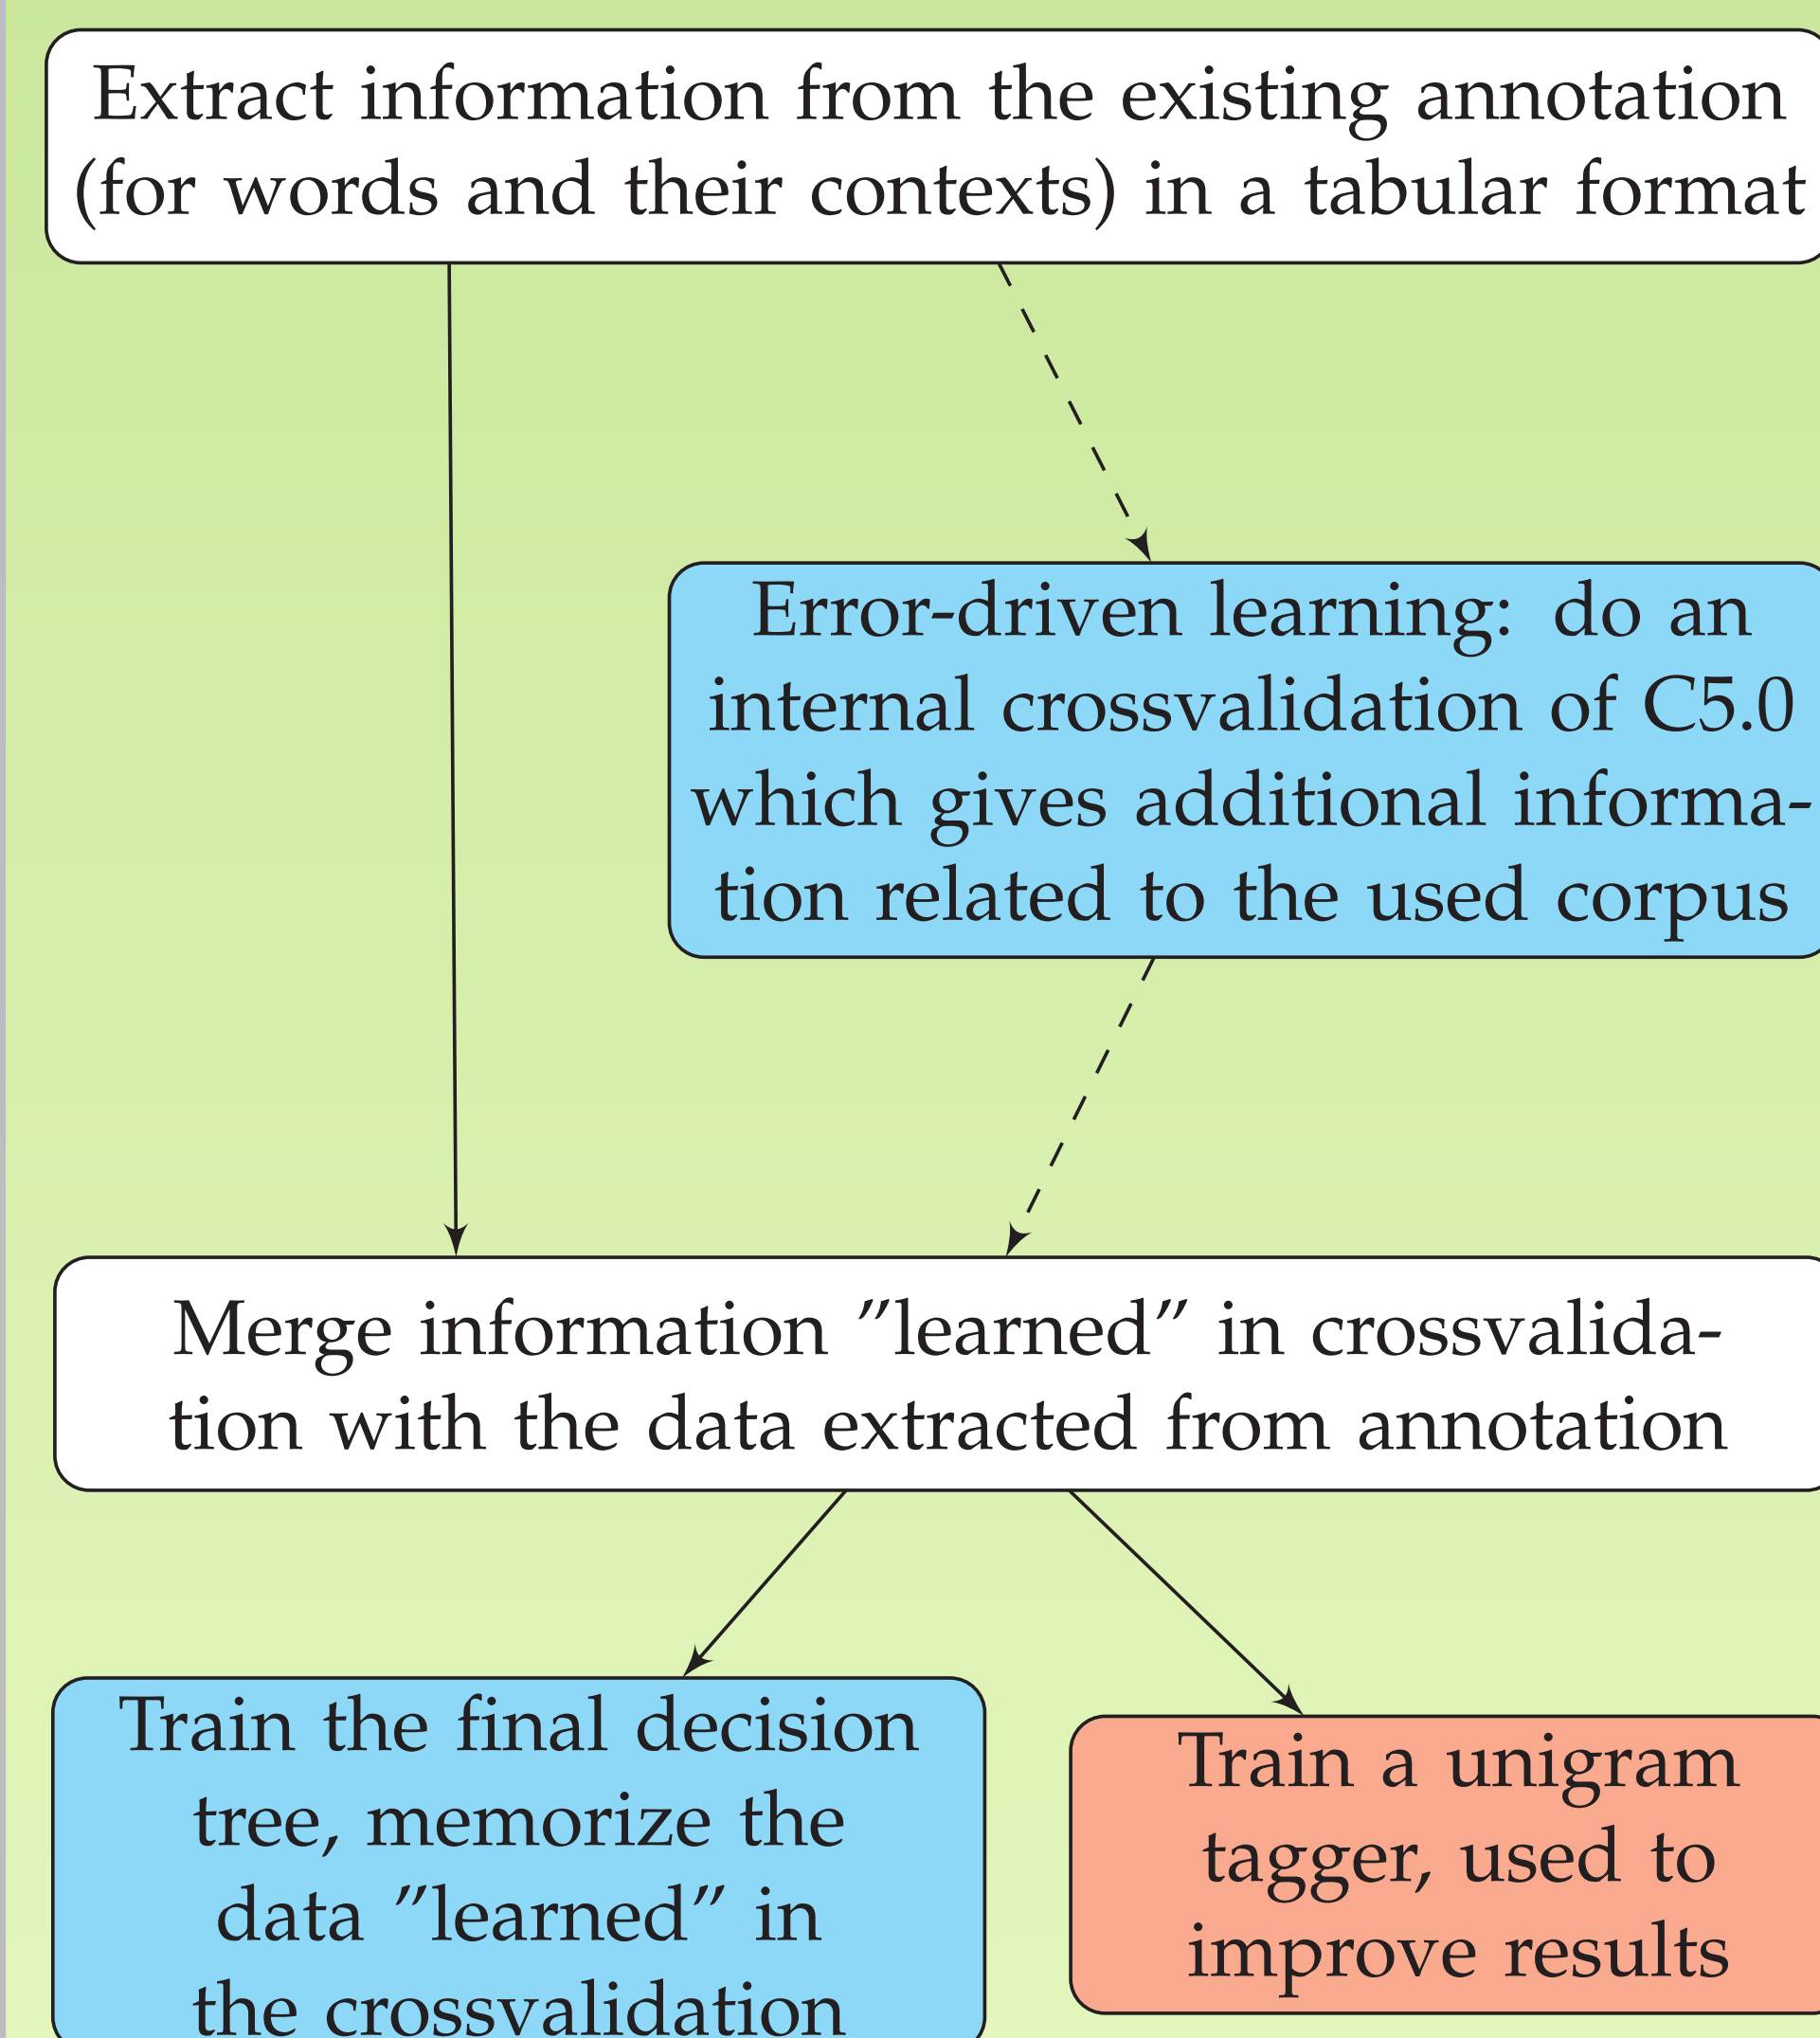 Extract information from the existing annotation
(for words and their contexts) in a tabular format
Error-driven learning: do an
internal crossvalidation of C5.0
which gives additional informa-
tion related to the used corpus
Merge information ”learned” in crossvalida-
tion with the data extracted from annotation
Train the final decision
tree, memorize the
data ”learned” in
the crossvalidation
Train a unigram
tagger, used to
improve results